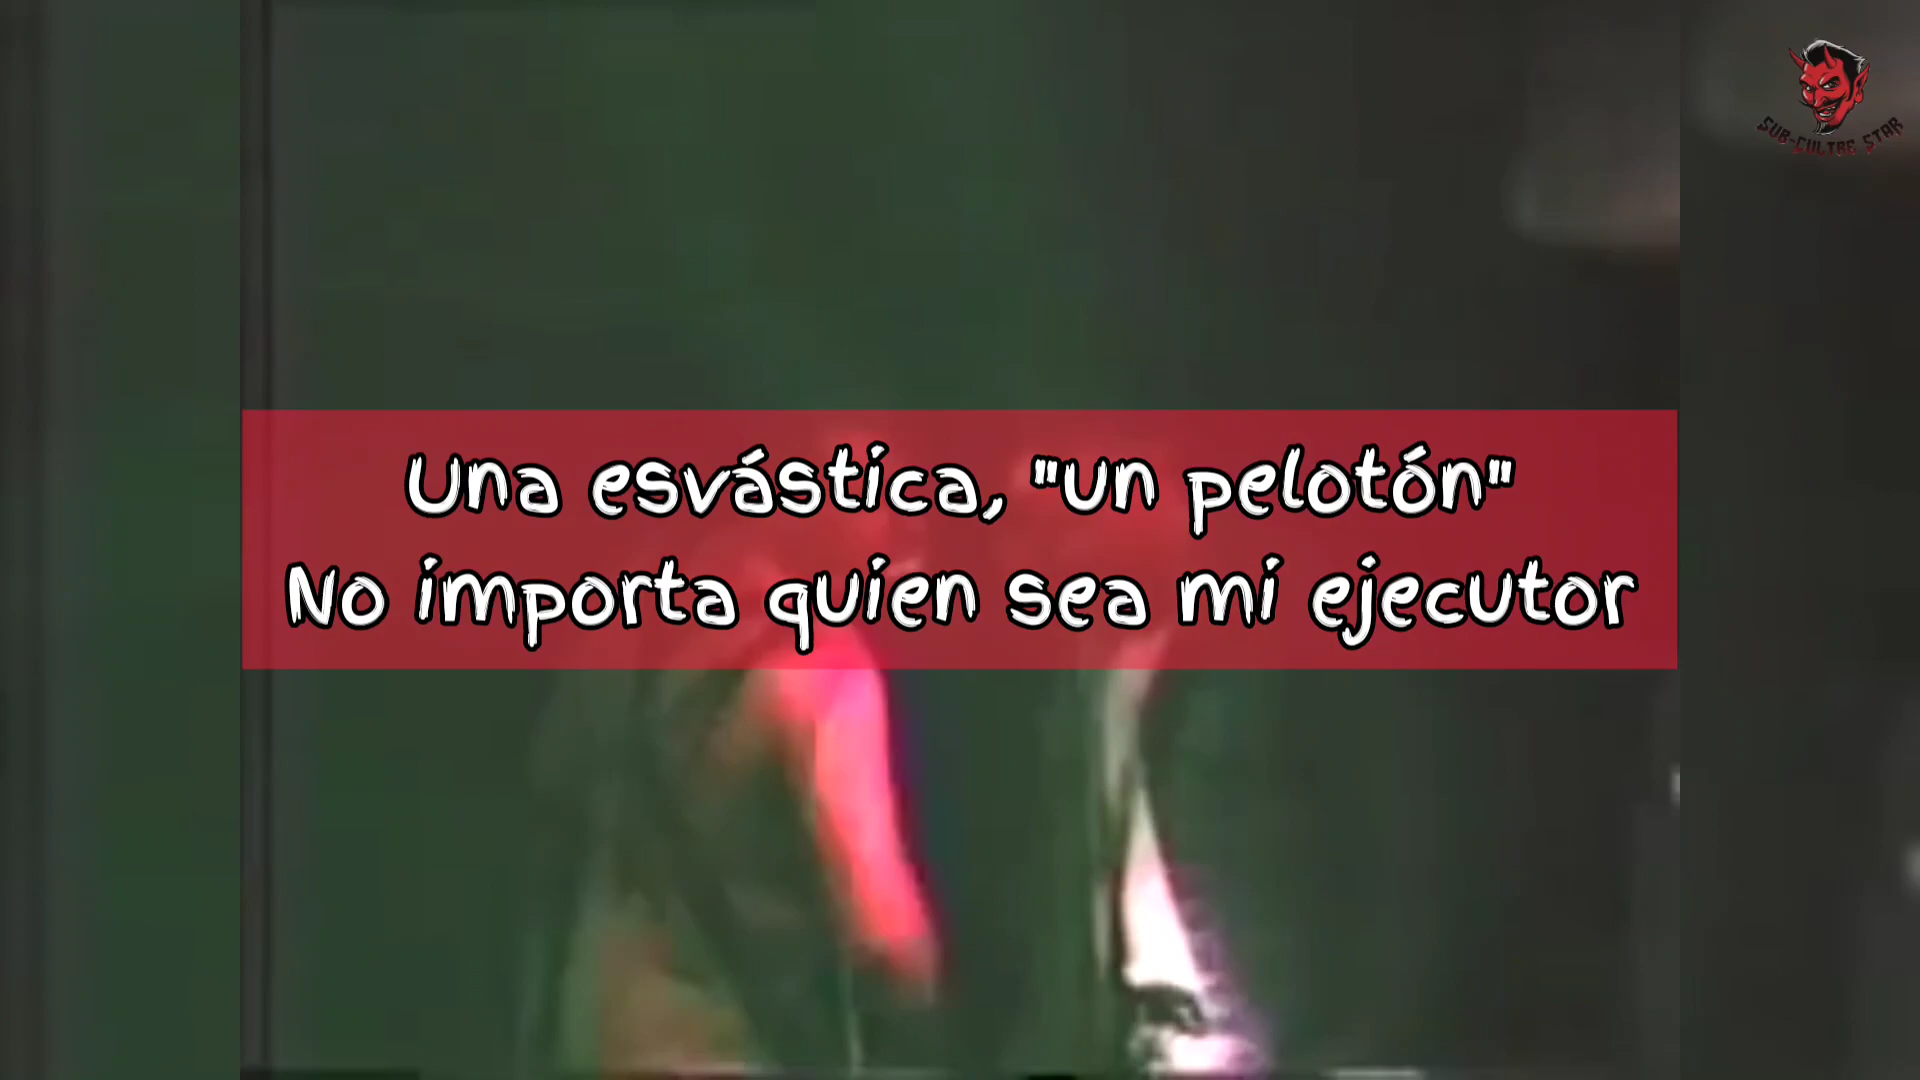 SUB-CULTRE STAR
Una esvástica, "un pelotón"
No importa quien sea mi ejecutor